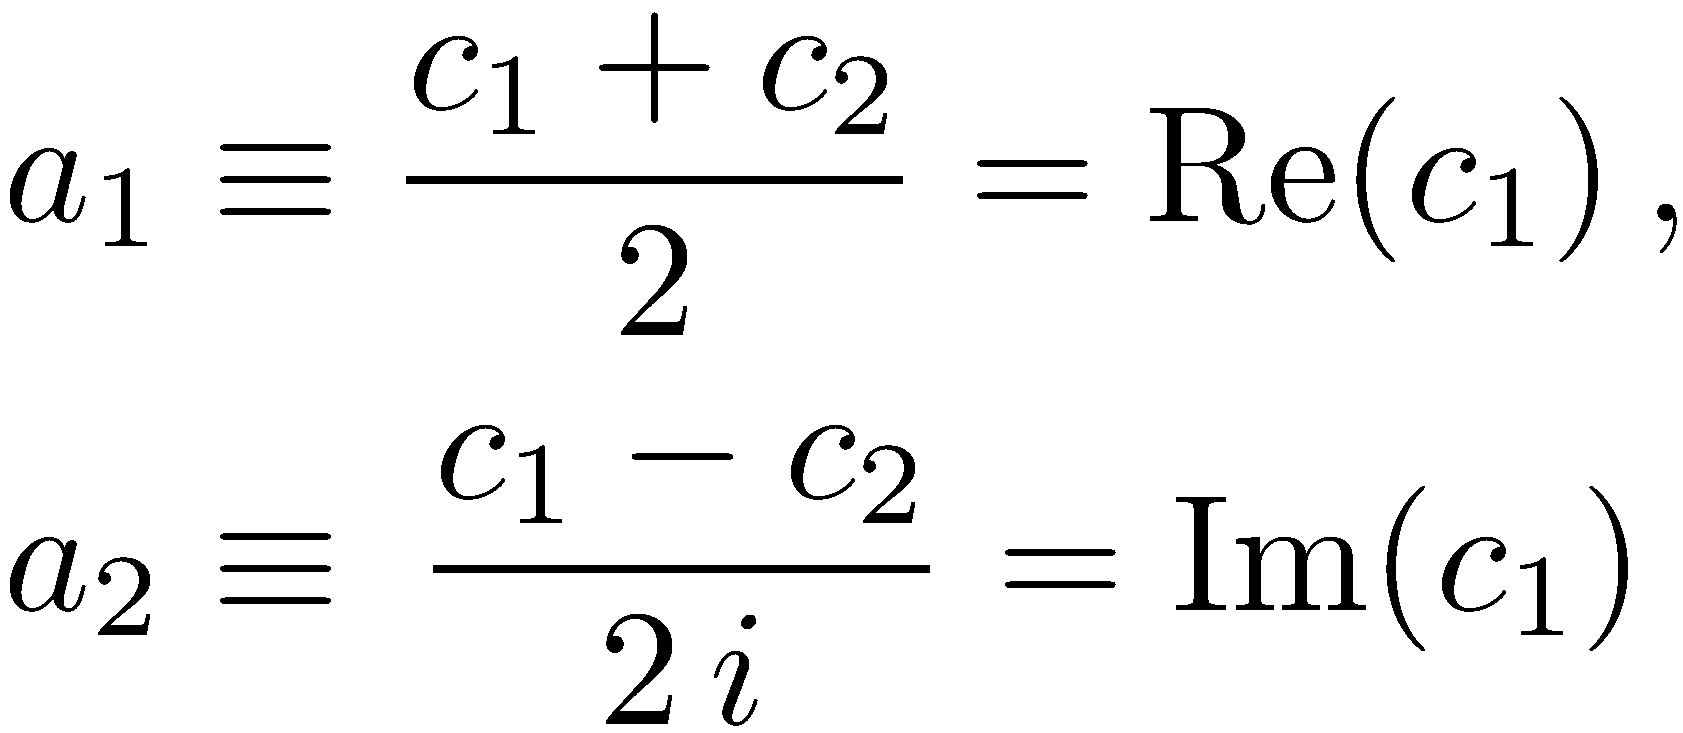 a₁ ≡ (c₁ + c₂)/2 = Re(c₁) ,
a₂ ≡ (c₁ − c₂)/(2 i) = Im(c₁)